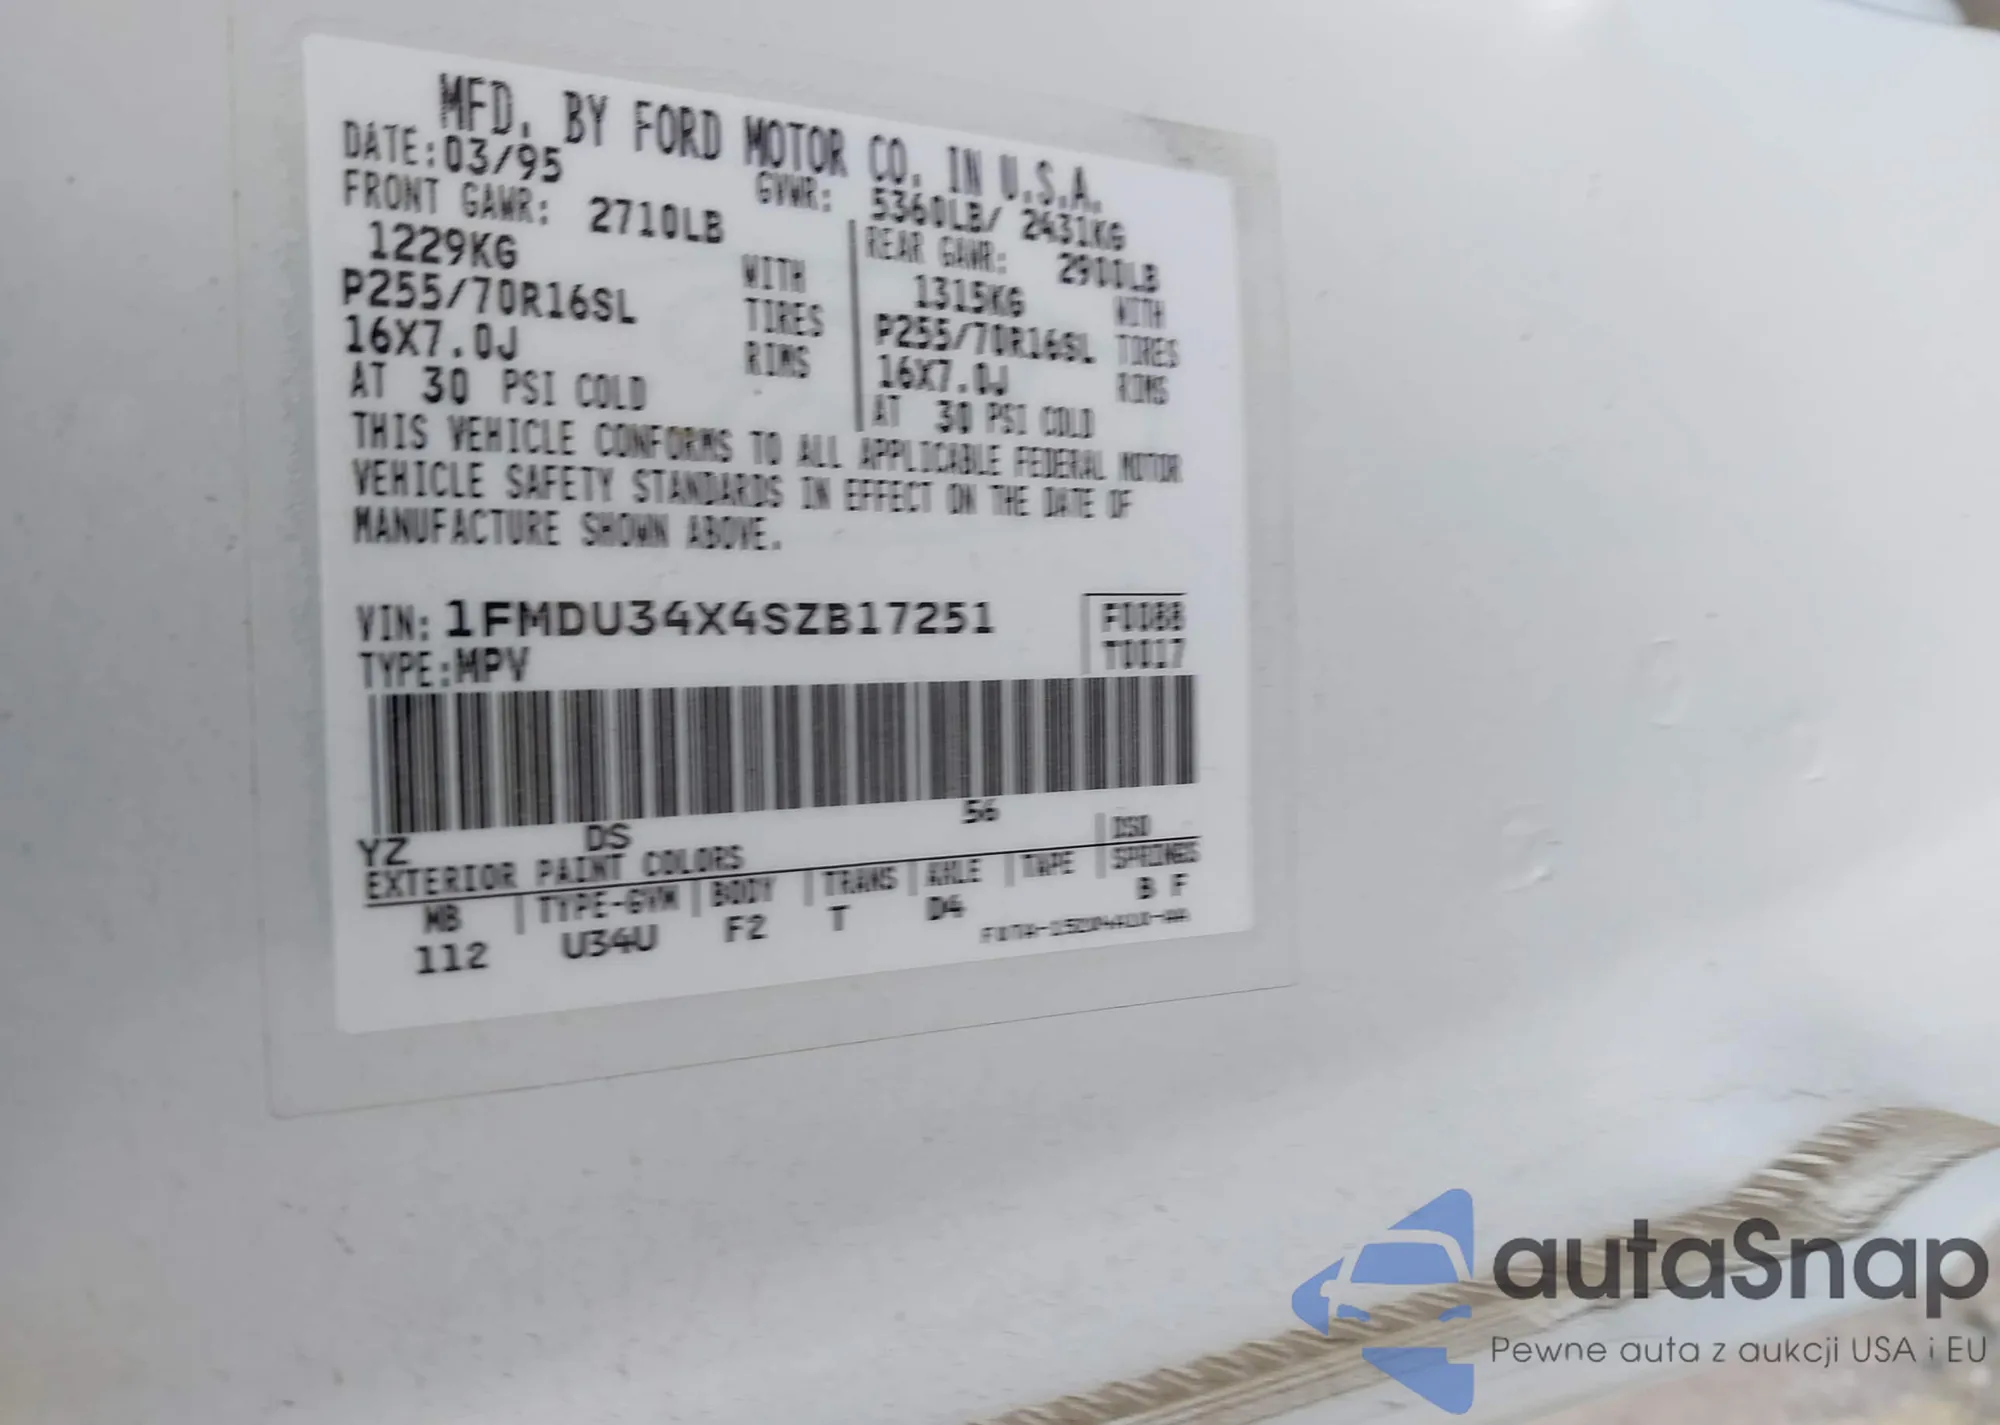 MFD. BY FORD MOTOR CO. IN U.S.A.
DATE:03/95 GVWR: 5360LB/ 2431KG
FRONT GAWR: 2710LB REAR GAWR: 2900LB
1229KG WITH 1315KG WITH
P255/70R16SL TIRES P255/70R16SL TIRES
16X7.0J RIMS 16X7.0J RIMS
AT 30 PSI COLD AT 30 PSI COLD
THIS VEHICLE CONFORMS TO ALL APPLICABLE FEDERAL MOTOR
VEHICLE SAFETY STANDARDS IN EFFECT ON THE DATE OF
MANUFACTURE SHOWN ABOVE.
VIN: 1FMDU34X4SZB17251 F0088
TYPE:MPV T0017
YZ DS 56 DSO
EXTERIOR PAINT COLORS
WB TYPE-GVM BODY TRANS AXLE TAPE SPRINGS
112 U34U F2 T D4 B F
autaSnap
Pewne auta z aukcji USA i EU